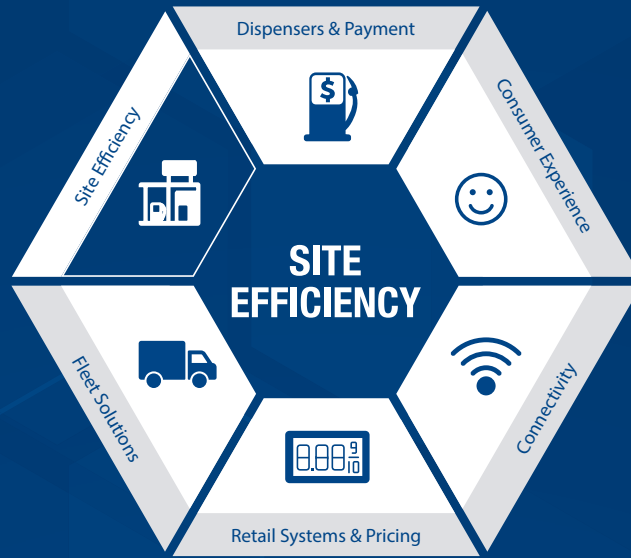 Dispensers & Payment
$
Site Efficiency
Consumer Experience
SITE
EFFICIENCY
Fleet Solutions
Connectivity
8.88 9/10
Retail Systems & Pricing